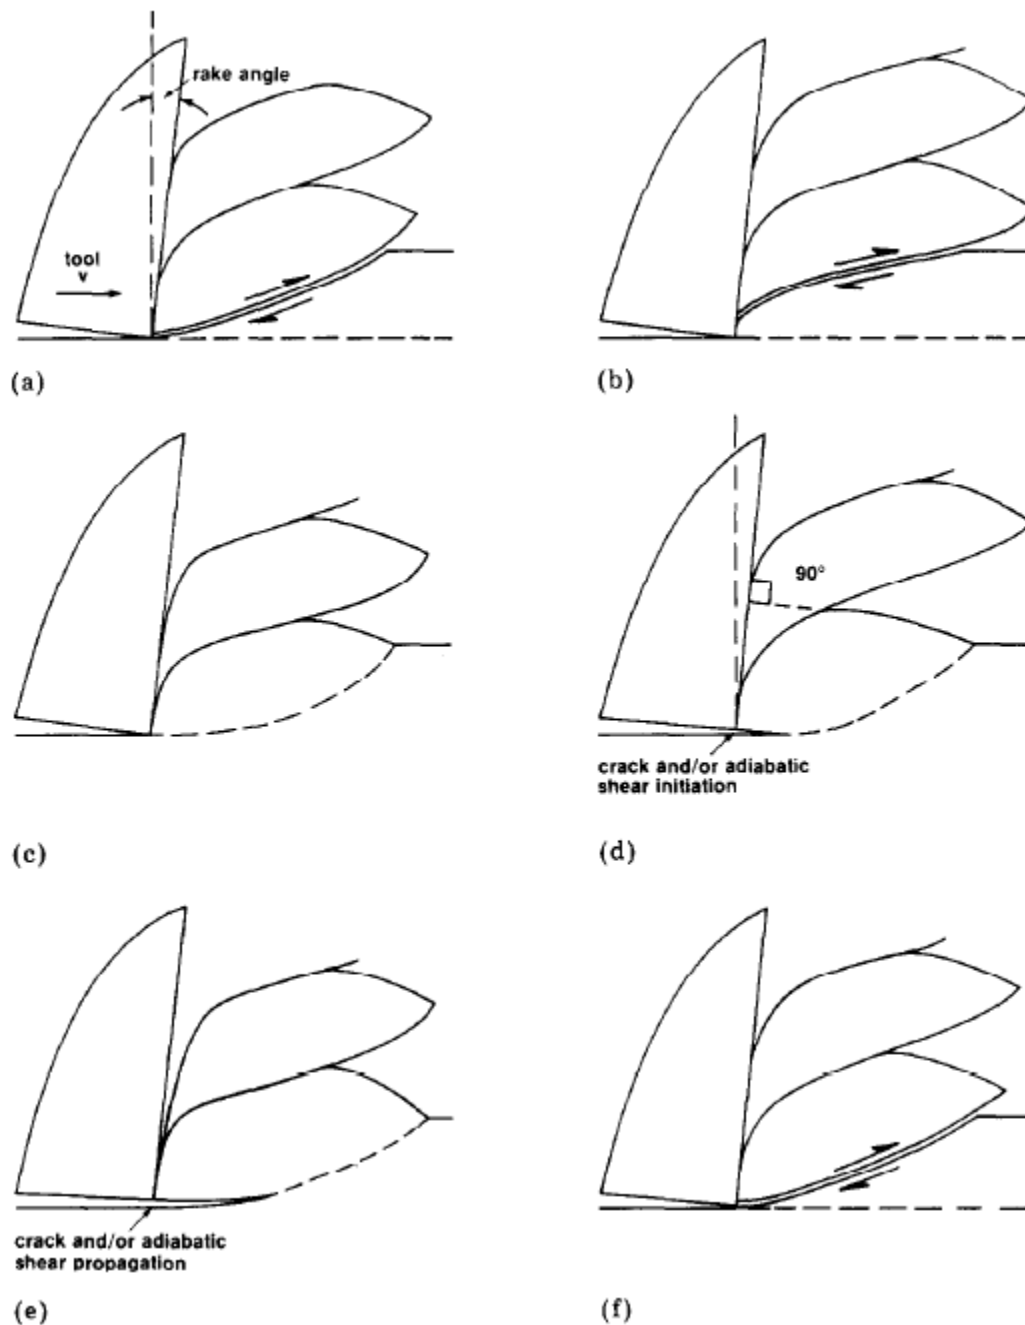 rake angle
tool
v
(a)
(b)
90°
crack and/or adiabatic
shear initiation
(c)
(d)
crack and/or adiabatic
shear propagation
(e)
(f)